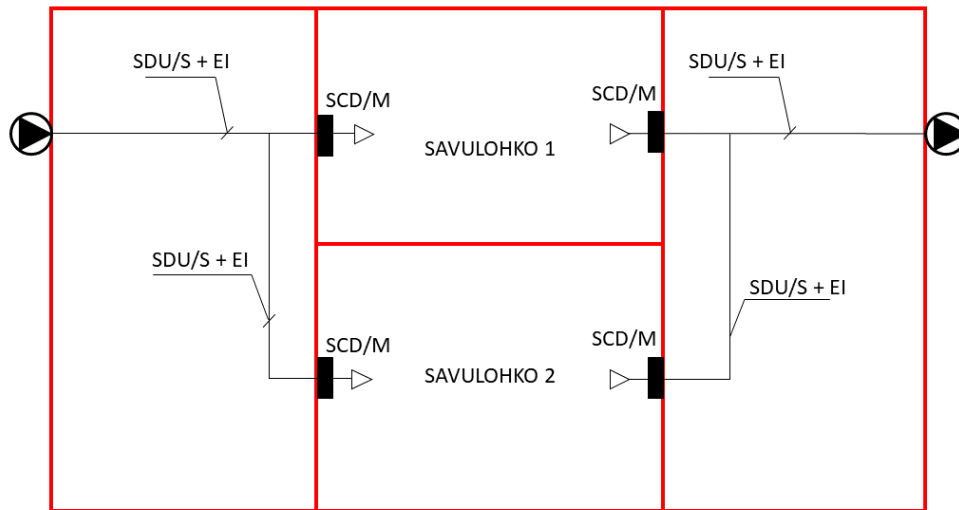 SDU/S + EI
SDU/S + EI
SCD/M
SCD/M
SAVULOHKO 1
SDU/S + EI
SDU/S + EI
SCD/M
SCD/M
SAVULOHKO 2